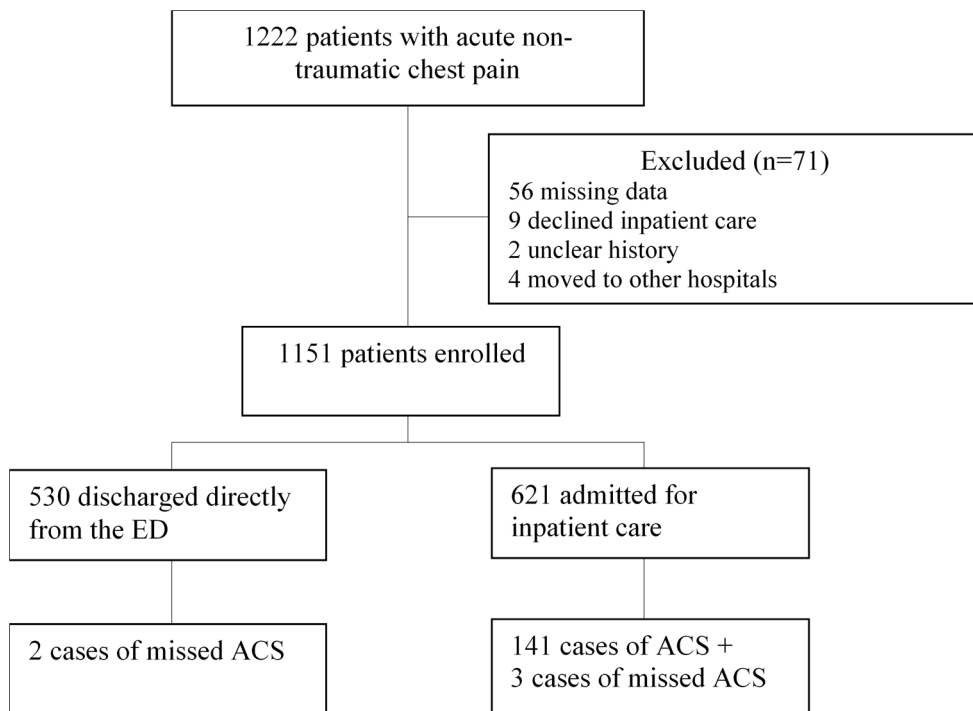 1222 patients with acute non-
traumatic chest pain
Excluded (n=71)
56 missing data
9 declined inpatient care
2 unclear history
4 moved to other hospitals
1151 patients enrolled
530 discharged directly
from the ED
621 admitted for
inpatient care
2 cases of missed ACS
141 cases of ACS +
3 cases of missed ACS